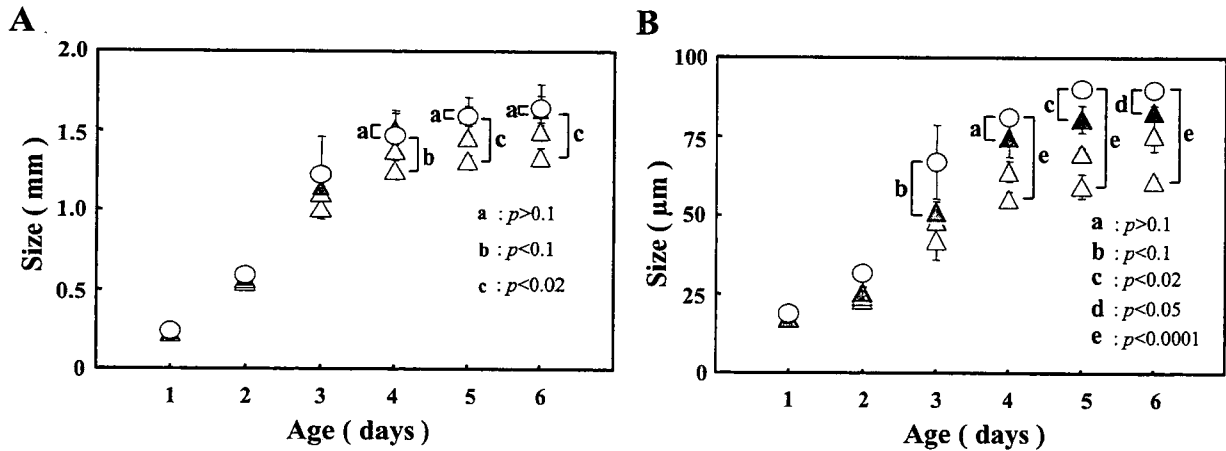 A
B
2.0
1.5
1.0
0.5
0
Size ( mm )
a
a
a
b
c
c
a : p>0.1
b : p<0.1
c : p<0.02
1 2 3 4 5 6
Age ( days )
100
75
50
25
0
Size ( μm )
b
a
e
c
e
d
e
a : p>0.1
b : p<0.1
c : p<0.02
d : p<0.05
e : p<0.0001
1 2 3 4 5 6
Age ( days )